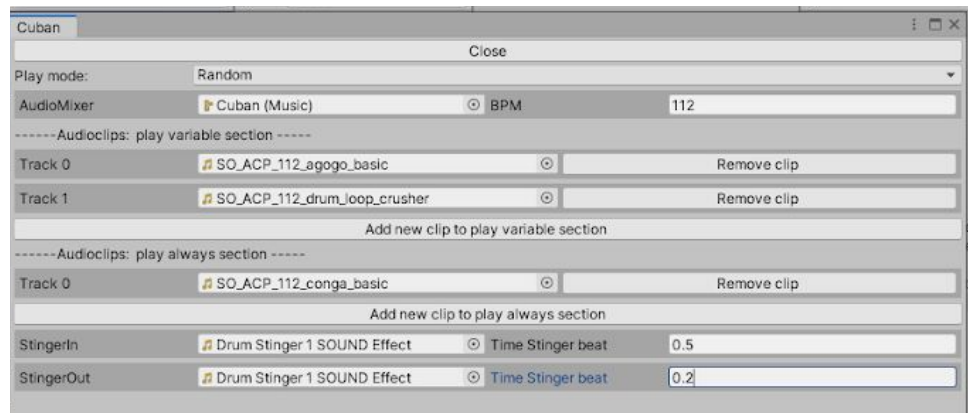 Cuban
Close
Play mode: Random
AudioMixer Cuban (Music) BPM 112
------Audioclips: play variable section -----
Track 0 SO_ACP_112_agogo_basic Remove clip
Track 1 SO_ACP_112_drum_loop_crusher Remove clip
Add new clip to play variable section
------Audioclips: play always section -----
Track 0 SO_ACP_112_conga_basic Remove clip
Add new clip to play always section
StingerIn Drum Stinger 1 SOUND Effect Time Stinger beat 0.5
StingerOut Drum Stinger 1 SOUND Effect Time Stinger beat 0.2